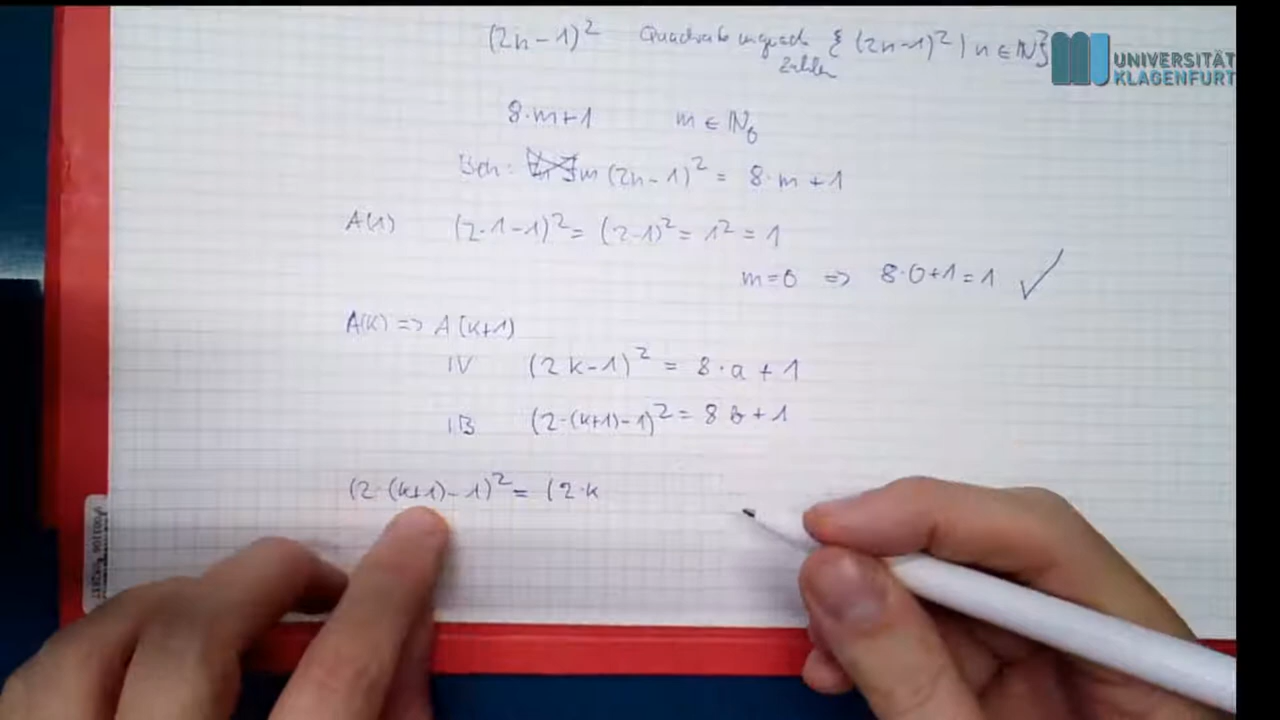 (2n-1)² Quadrate ungerade { (2n-1)² | n ∈ ℕ}
Zahlen
UNIVERSITÄT
KLAGENFURT
8·m+1 m ∈ ℕ₀
Beh: m (2n-1)² = 8·m+1
A(1) (2·1-1)² = (2-1)² = 1² = 1
m=0 => 8·0+1=1 ✓
A(k) => A(k+1)
IV (2k-1)² = 8·a+1
IB (2·(k+1)-1)² = 8b+1
(2·(k+1)-1)² = (2·k